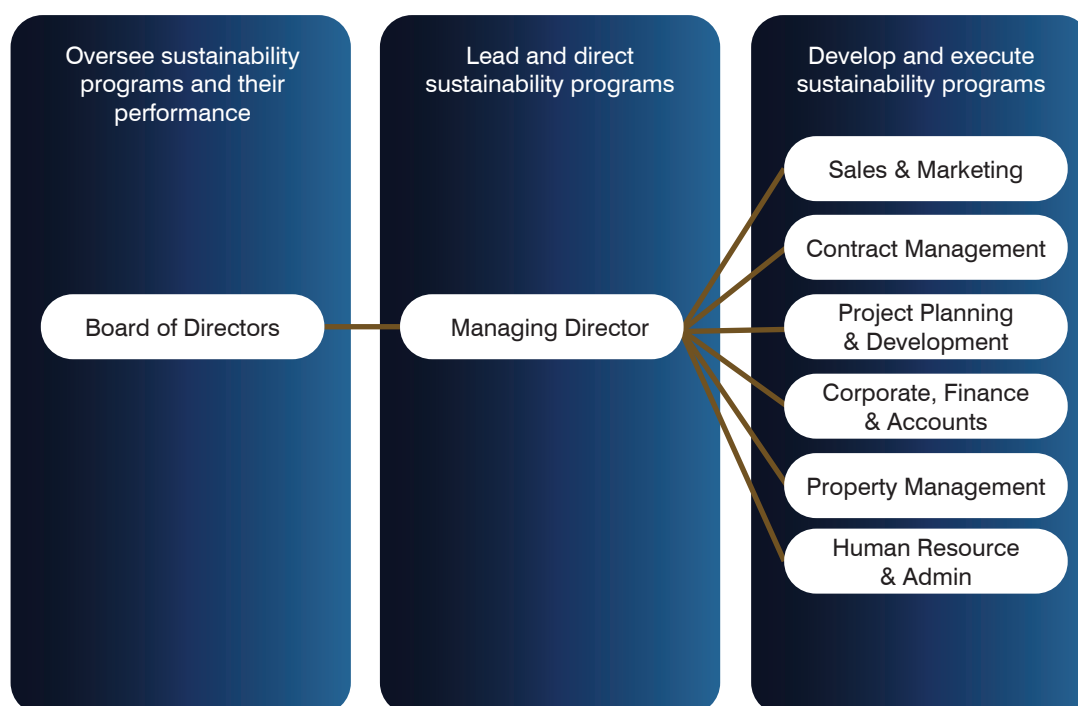 Oversee sustainability
programs and their
performance
Board of Directors
Lead and direct
sustainability programs
Managing Director
Develop and execute
sustainability programs
Sales & Marketing
Contract Management
Project Planning
& Development
Corporate, Finance
& Accounts
Property Management
Human Resource
& Admin